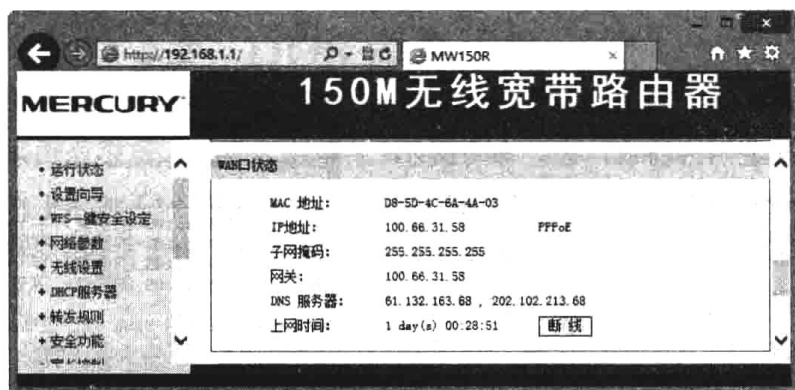 http://192.168.1.1/
MW150R
MERCURY
150M无线宽带路由器
• 运行状态
• 设置向导
• WPS一键安全设定
+ 网络参数
+ 无线设置
+ DHCP服务器
+ 转发规则
+ 安全功能
WAN口状态
MAC 地址: D8-5D-4C-6A-4A-03
IP地址: 100.66.31.58 PPPoE
子网掩码: 255.255.255.255
网关: 100.66.31.58
DNS 服务器: 61.132.163.68 , 202.102.213.68
上网时间: 1 day(s) 00:28:51 断 线